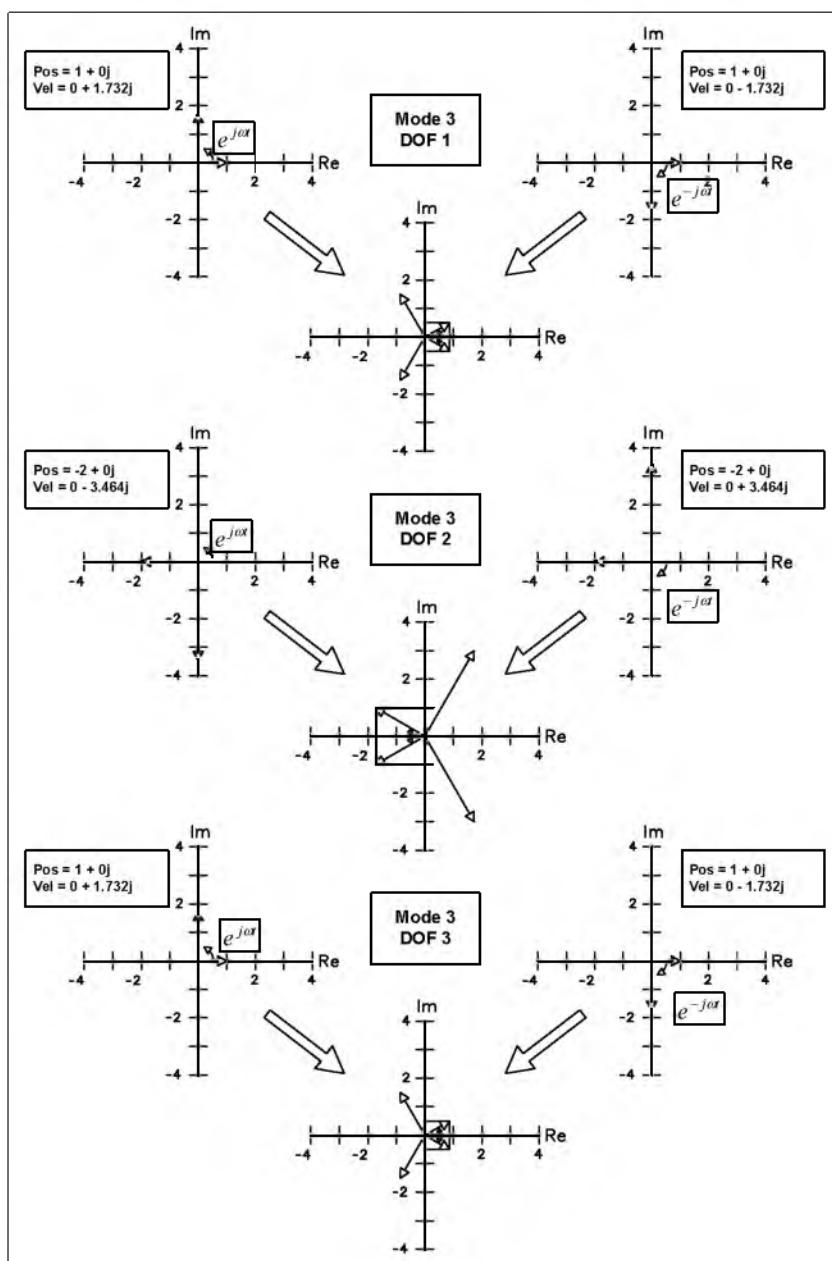 Im
Im
4
4
Pos = 1 + 0j
Vel = 0 + 1.732j
Pos = 1 + 0j
Vel = 0 - 1.732j
2
2
Mode 3
DOF 1
e^{jωt}
Re
Re
-4
-2
2
4
-4
-2
2
4
e^{-jωt}
Im
-2
-2
4
-4
-4
2
Re
-4
-2
2
4
-2
Im
Im
-4
4
4
Pos = -2 + 0j
Vel = 0 - 3.464j
Pos = -2 + 0j
Vel = 0 + 3.464j
2
2
Mode 3
DOF 2
e^{jωt}
Re
Re
-4
-2
2
4
-4
-2
2
4
e^{-jωt}
Im
-2
-2
4
-4
-4
2
Re
-4
-2
2
4
-2
Im
Im
-4
4
4
Pos = 1 + 0j
Vel = 0 + 1.732j
Pos = 1 + 0j
Vel = 0 - 1.732j
2
2
Mode 3
DOF 3
e^{jωt}
Re
Re
-4
-2
2
4
-4
-2
2
4
e^{-jωt}
Im
-2
-2
4
-4
-4
2
Re
-4
-2
2
4
-2
-4